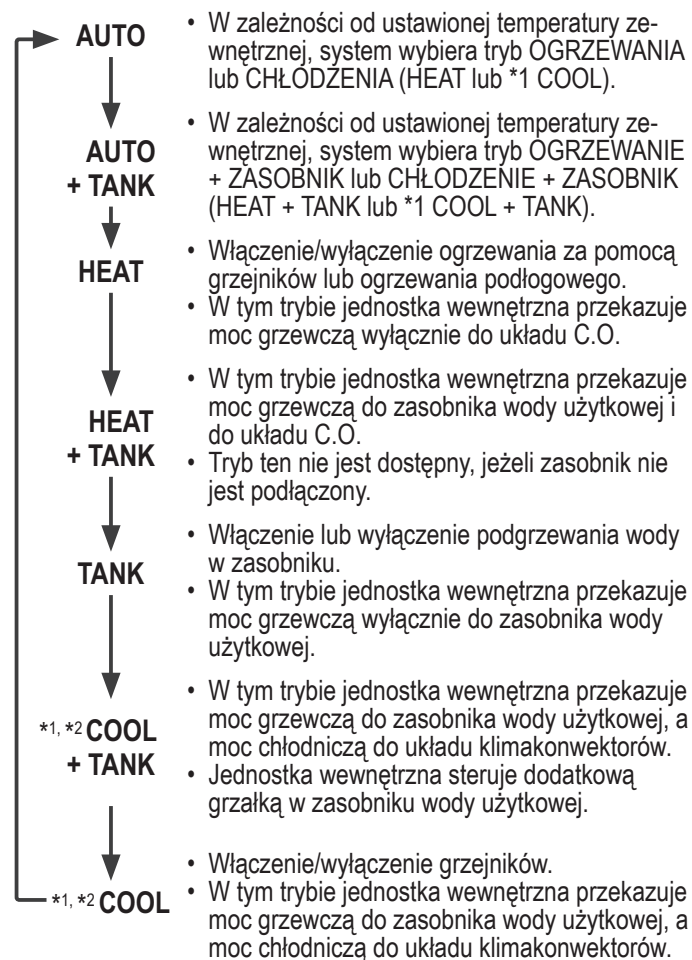 AUTO
• W zależności od ustawionej temperatury ze-
wnętrznej, system wybiera tryb OGRZEWANIA
lub CHŁODZENIA (HEAT lub *1 COOL).
AUTO
+ TANK
• W zależności od ustawionej temperatury ze-
wnętrznej, system wybiera tryb OGRZEWANIE
+ ZASOBNIK lub CHŁODZENIE + ZASOBNIK
(HEAT + TANK lub *1 COOL + TANK).
HEAT
• Włączenie/wyłączenie ogrzewania za pomocą
grzejników lub ogrzewania podłogowego.
• W tym trybie jednostka wewnętrzna przekazuje
moc grzewczą wyłącznie do układu C.O.
HEAT
+ TANK
• W tym trybie jednostka wewnętrzna przekazuje
moc grzewczą do zasobnika wody użytkowej i
do układu C.O.
• Tryb ten nie jest dostępny, jeżeli zasobnik nie
jest podłączony.
TANK
• Włączenie lub wyłączenie podgrzewania wody
w zasobniku.
• W tym trybie jednostka wewnętrzna przekazuje
moc grzewczą wyłącznie do zasobnika wody
użytkowej.
*1, *2 COOL
+ TANK
• W tym trybie jednostka wewnętrzna przekazuje
moc grzewczą do zasobnika wody użytkowej, a
moc chłodniczą do układu klimakonwektorów.
• Jednostka wewnętrzna steruje dodatkową
grzałką w zasobniku wody użytkowej.
*1, *2 COOL
• Włączenie/wyłączenie grzejników.
• W tym trybie jednostka wewnętrzna przekazuje
moc grzewczą do zasobnika wody użytkowej, a
moc chłodniczą do układu klimakonwektorów.